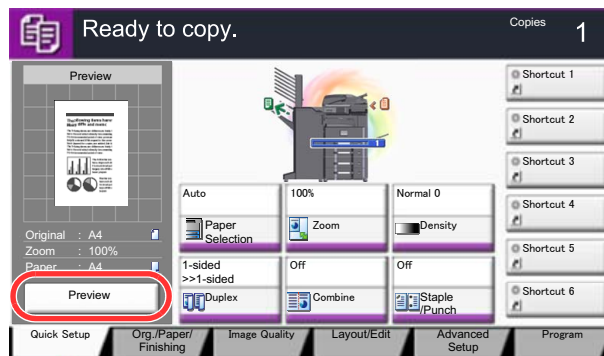 Ready to copy.
Copies
1
Preview
Original : A4
Zoom : 100%
Paper : A4
Preview
1
Auto
Paper
Selection
100%
Zoom
Normal 0
Density
1-sided
>>1-sided
Duplex
Off
Combine
Off
Staple
/Punch
Shortcut 1
Shortcut 2
Shortcut 3
Shortcut 4
Shortcut 5
Shortcut 6
Quick Setup
Org./Paper/
Finishing
Image Quality
Layout/Edit
Advanced
Setup
Program